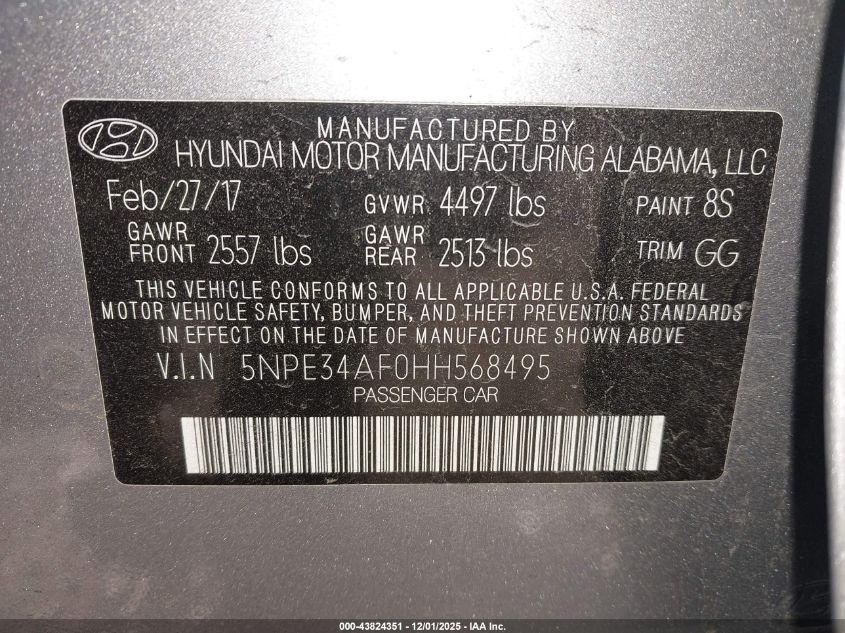 MANUFACTURED BY
HYUNDAI MOTOR MANUFACTURING ALABAMA, LLC
Feb/27/17 GVWR 4497 lbs PAINT 8S
GAWR FRONT 2557 lbs GAWR REAR 2513 lbs TRIM GG
THIS VEHICLE CONFORMS TO ALL APPLICABLE U.S.A. FEDERAL
MOTOR VEHICLE SAFETY, BUMPER, AND THEFT PREVENTION STANDARDS
IN EFFECT ON THE DATE OF MANUFACTURE SHOWN ABOVE
V.I.N 5NPE34AF0HH568495
PASSENGER CAR
000-43824351 - 12/01/2025 - IAA Inc.